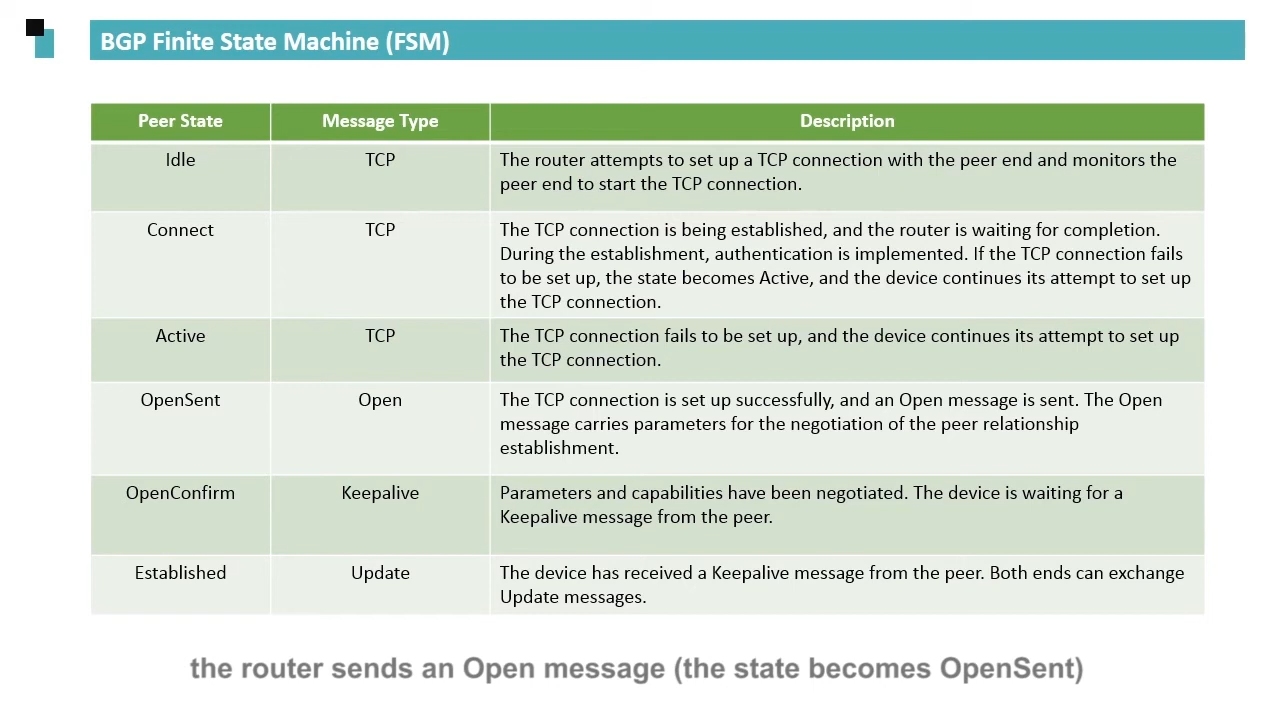 BGP Finite State Machine (FSM)
Peer State
Message Type
Description
Idle
TCP
The router attempts to set up a TCP connection with the peer end and monitors the
peer end to start the TCP connection.
Connect
TCP
The TCP connection is being established, and the router is waiting for completion.
During the establishment, authentication is implemented. If the TCP connection fails
to be set up, the state becomes Active, and the device continues its attempt to set up
the TCP connection.
Active
TCP
The TCP connection fails to be set up, and the device continues its attempt to set up
the TCP connection.
OpenSent
Open
The TCP connection is set up successfully, and an Open message is sent. The Open
message carries parameters for the negotiation of the peer relationship
establishment.
OpenConfirm
Keepalive
Parameters and capabilities have been negotiated. The device is waiting for a
Keepalive message from the peer.
Established
Update
The device has received a Keepalive message from the peer. Both ends can exchange
Update messages.
the router sends an Open message (the state becomes OpenSent)